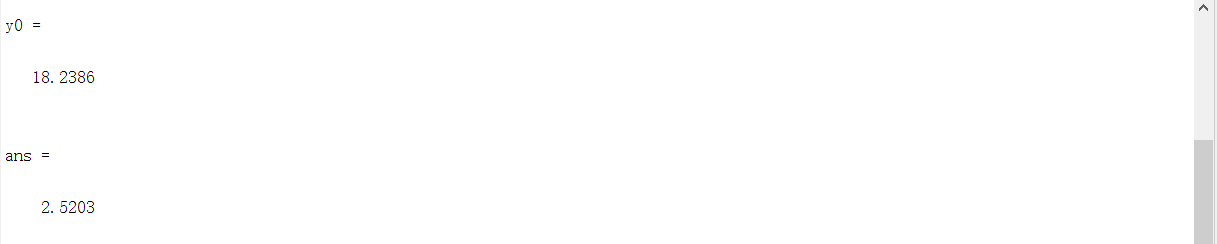 y0 =
18.2386
ans =
2.5203